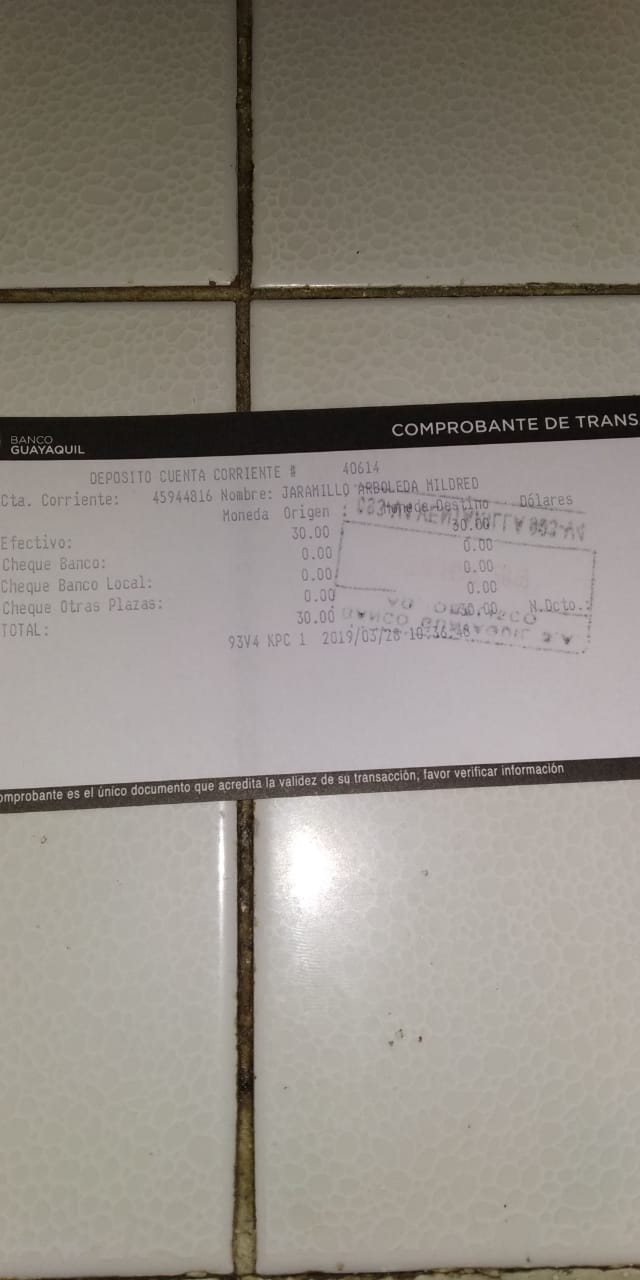 BANCO
GUAYAQUIL
COMPROBANTE DE TRANS
DEPOSITO CUENTA CORRIENTE # 40614
Cta. Corriente: 45944816 Nombre: JARAMILLO ARBOLEDA MILDRED
Moneda Origen : Moneda Destino Dólares
Efectivo: 30.00 30.00
Cheque Banco: 0.00 0.00
Cheque Banco Local: 0.00 0.00
Cheque Otras Plazas: 0.00 0.00
TOTAL: 30.00 30.00 N.Dcto.:
93V4 KPC 1 2019/03/28 10:36:48
BANCO GUAYAQUIL S.A
omprobante es el único documento que acredita la validez de su transacción, favor verificar información